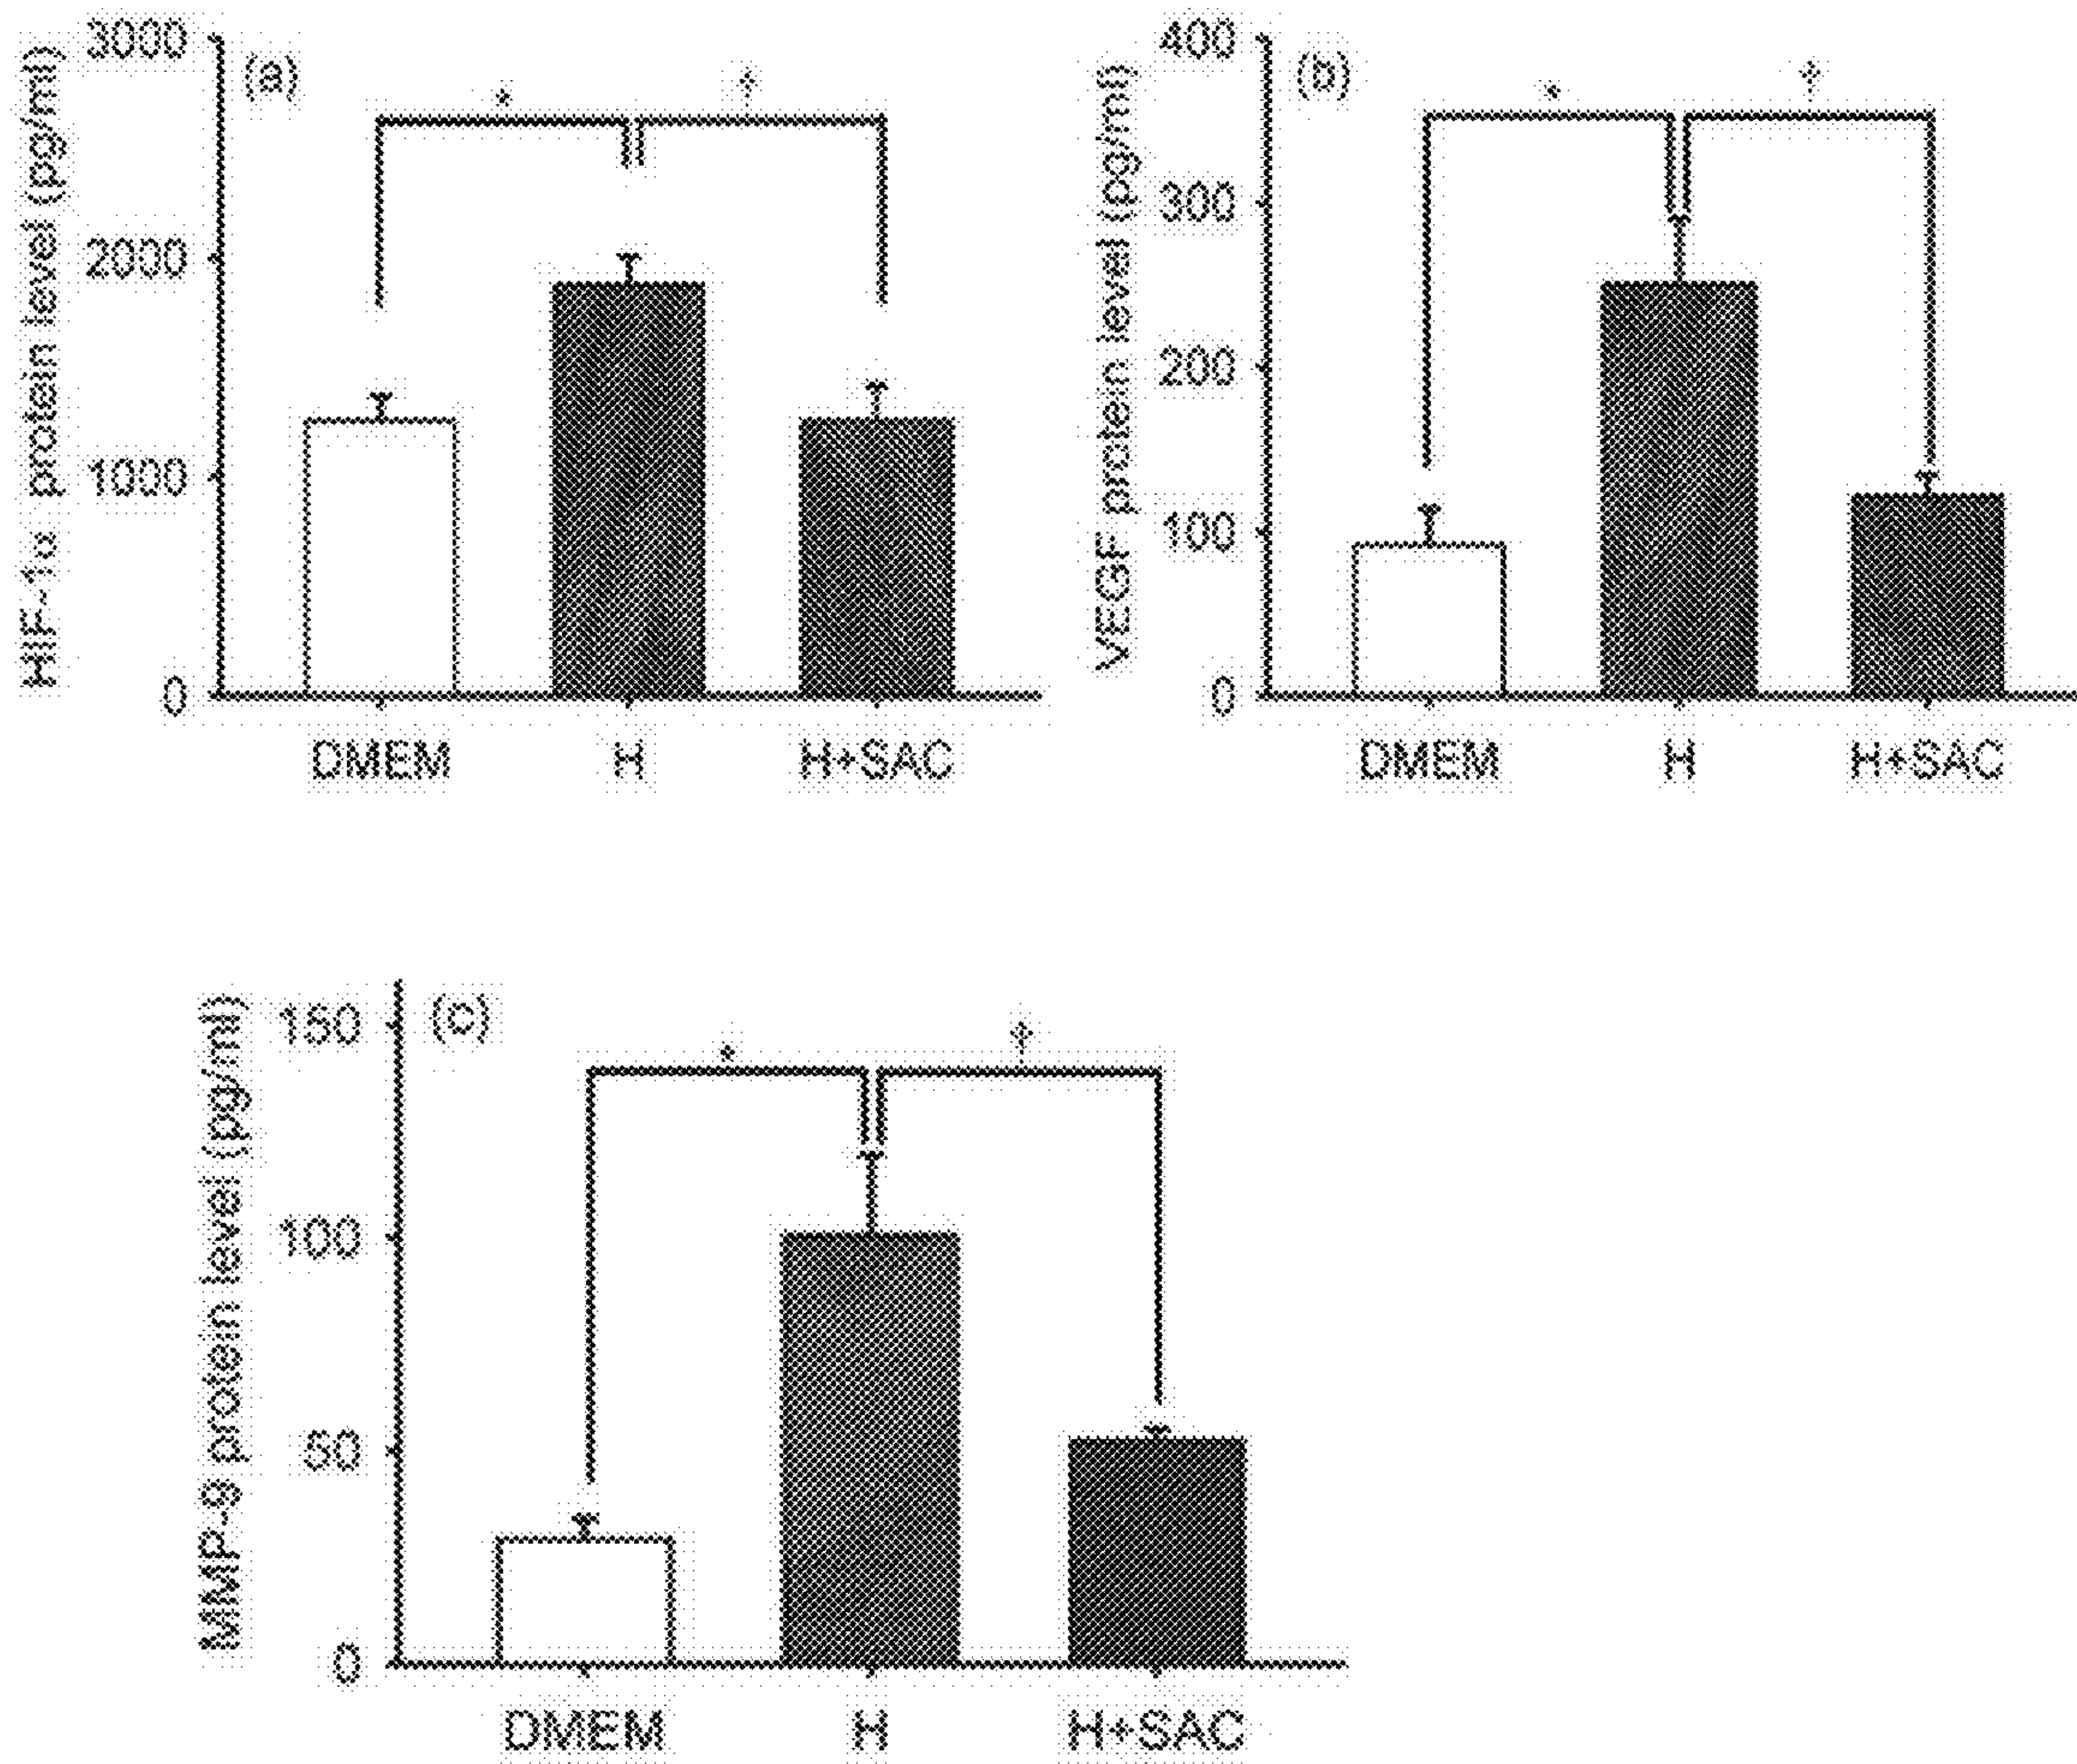 HIF-1α protein level (pg/ml)
3000
2000
1000
0
(a)
*
†
DMEM H H+SAC
VEGF protein level (pg/ml)
400
300
200
100
0
(b)
*
†
DMEM H H+SAC
MMP-9 protein level (pg/ml)
150
100
50
0
(c)
*
†
DMEM H H+SAC